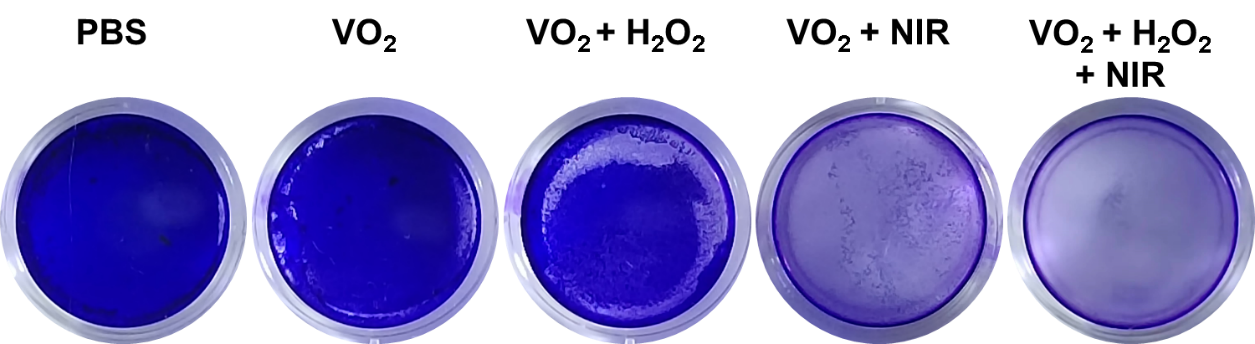 PBS
VO₂
VO₂ + H₂O₂
VO₂ + NIR
VO₂ + H₂O₂
+ NIR